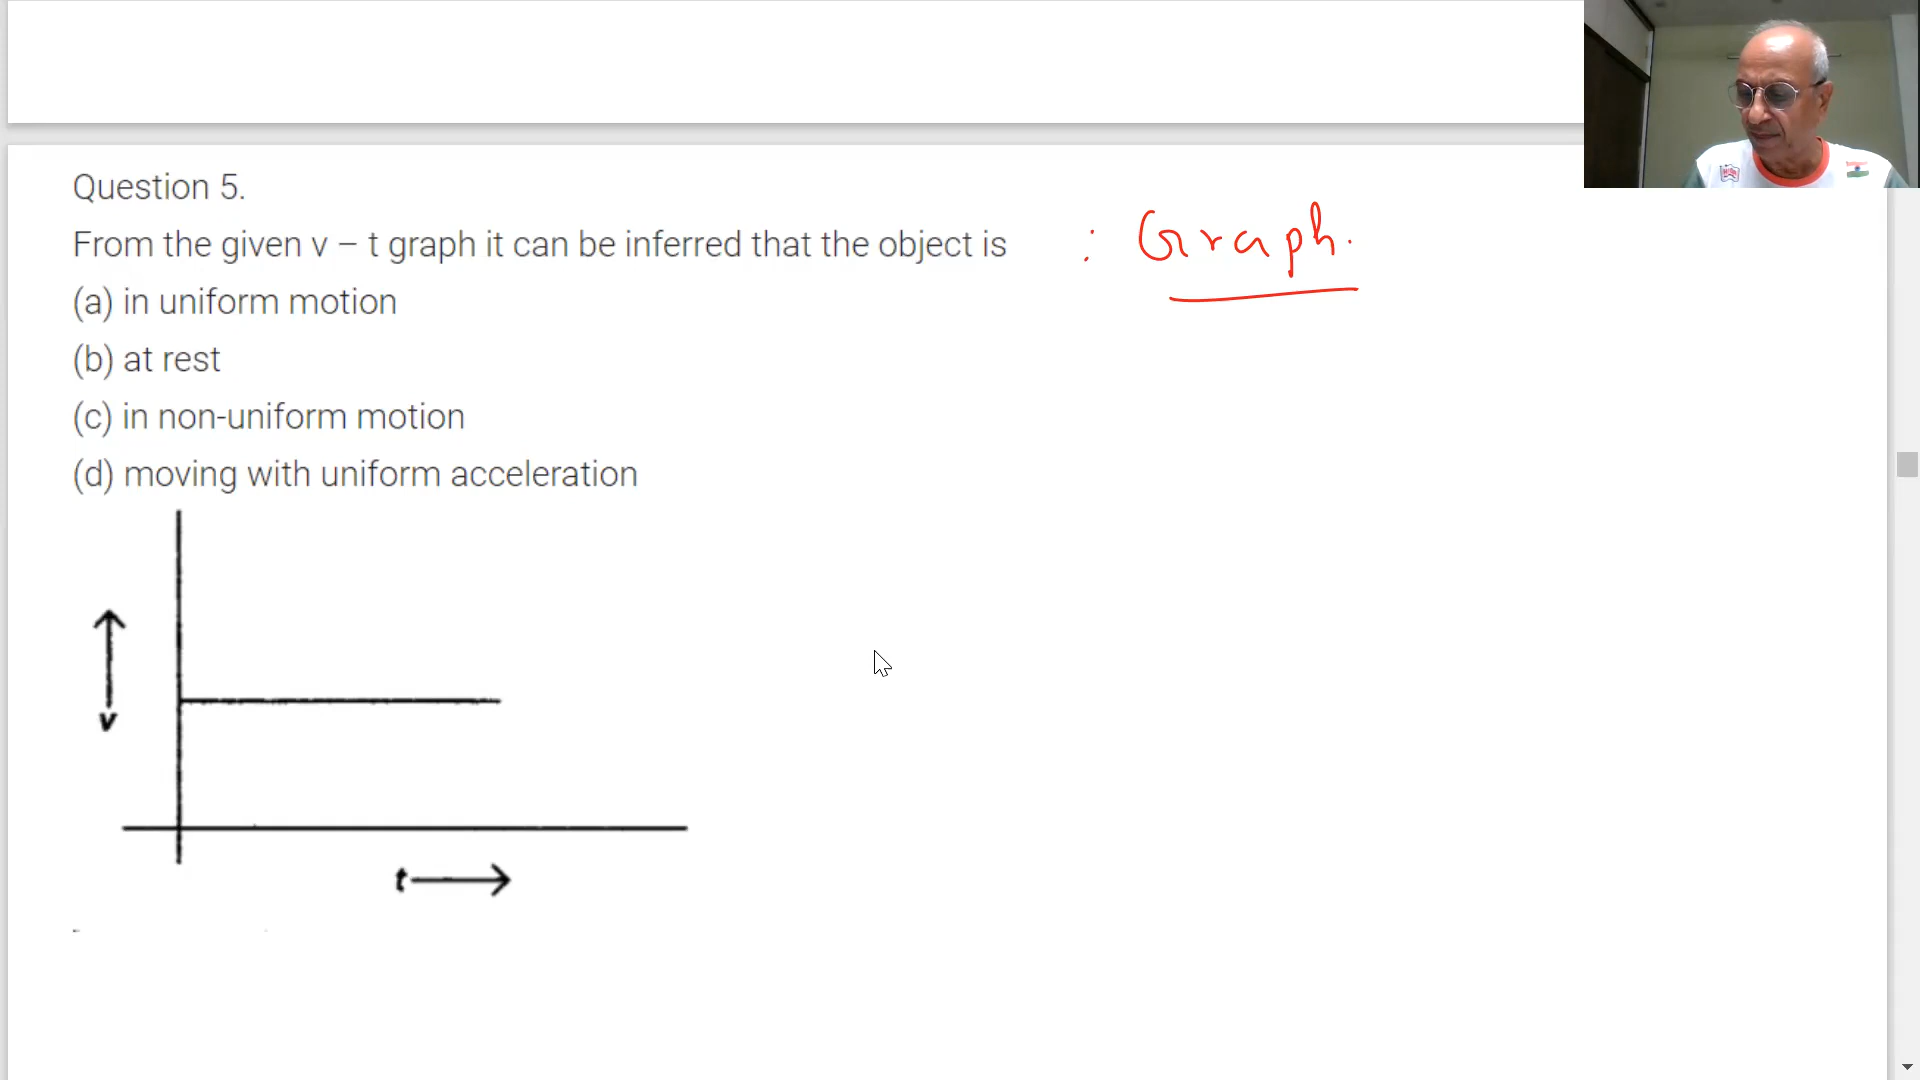 Question 5.
From the given v – t graph it can be inferred that the object is : Graph.
(a) in uniform motion
(b) at rest
(c) in non-uniform motion
(d) moving with uniform acceleration
v
t